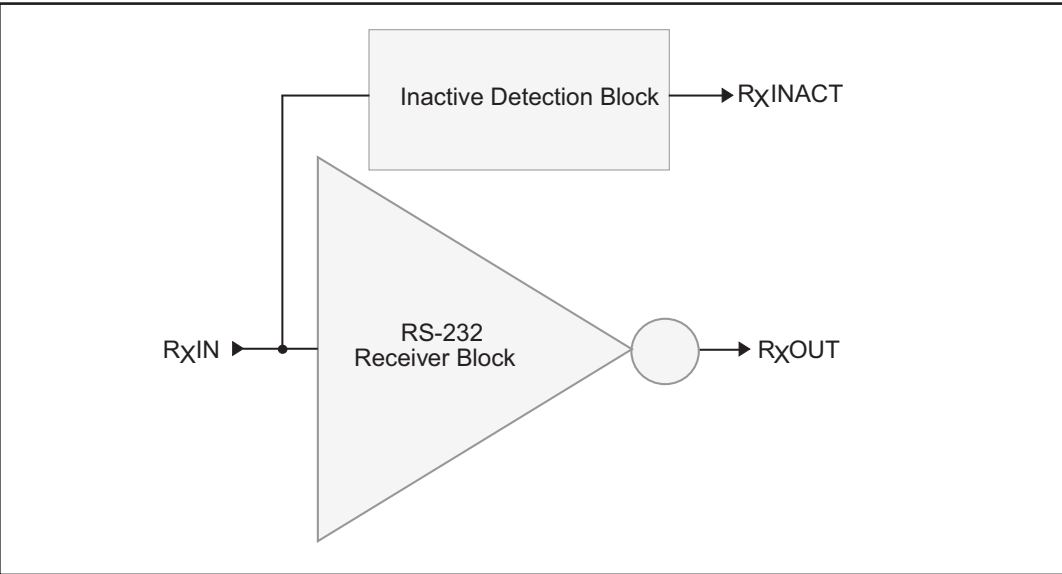 Inactive Detection Block
RXINACT
RS-232
Receiver Block
RXIN
RXOUT